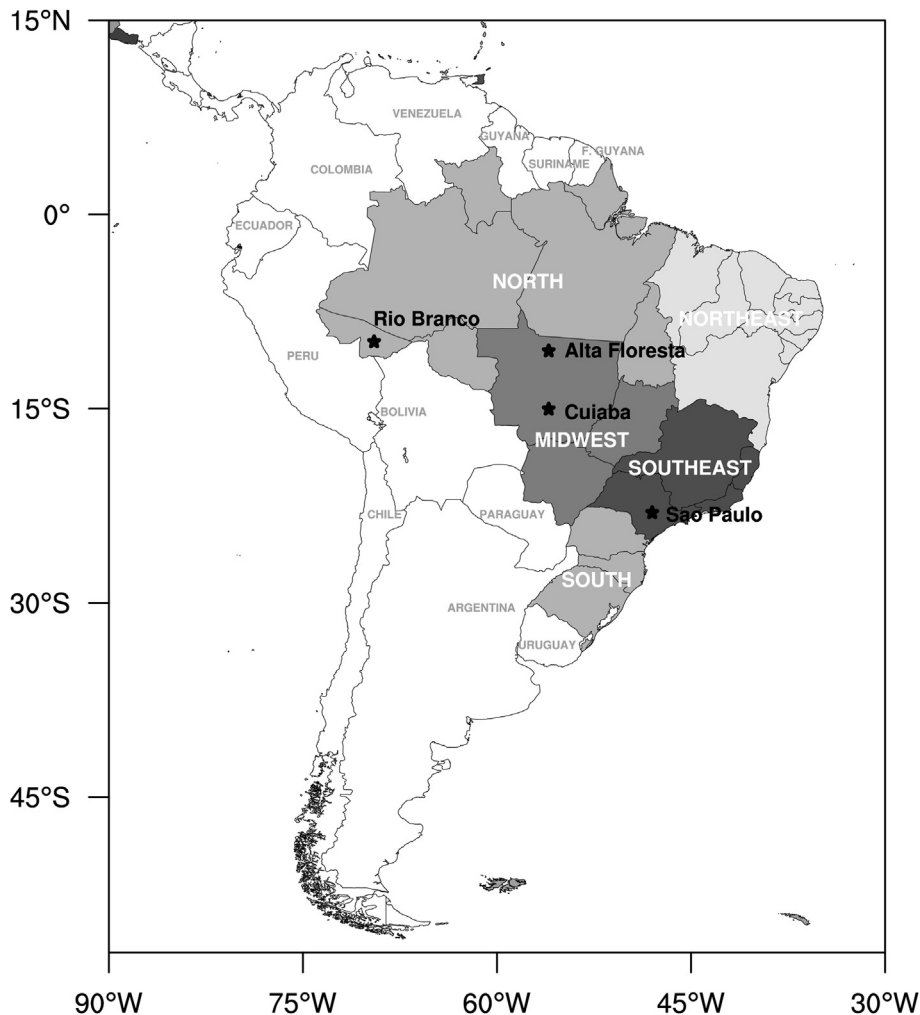 15°N
VENEZUELA
GUYANA
F. GUYANA
SURINAME
COLOMBIA
0°
ECUADOR
NORTH
Rio Branco
NORTHEAST
Alta Floresta
PERU
15°S
BOLIVIA
Cuiaba
MIDWEST
SOUTHEAST
CHILE
PARAGUAY
Sao Paulo
SOUTH
30°S
ARGENTINA
URUGUAY
45°S
90°W 75°W 60°W 45°W 30°W